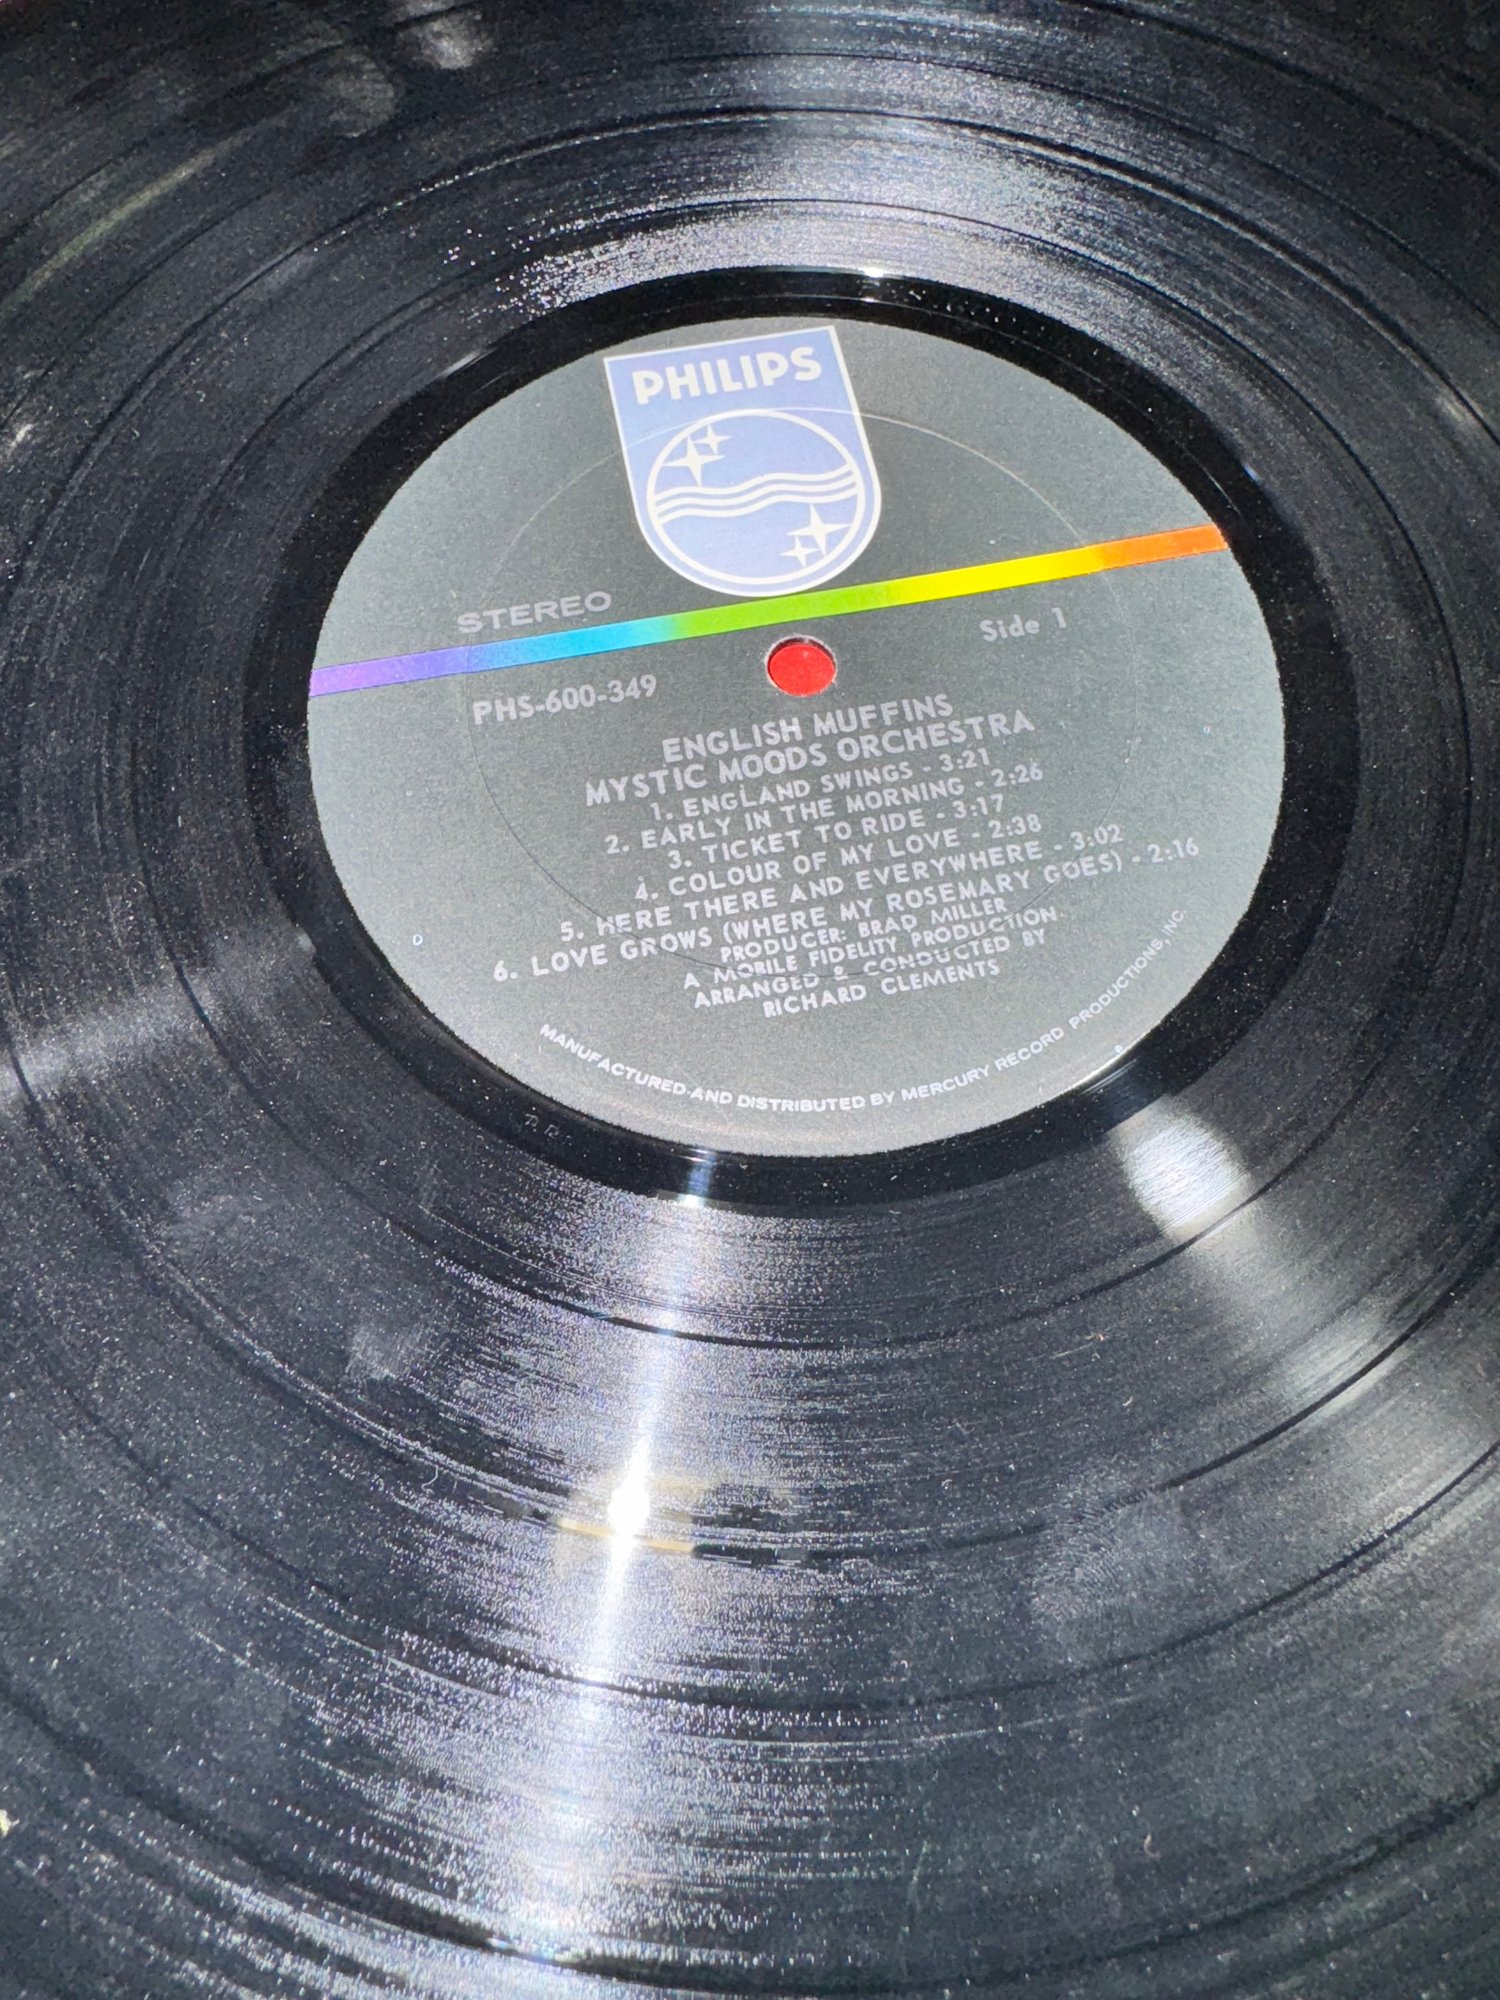 PHILIPS
STEREO
Side 1
PHS-600-349
ENGLISH MUFFINS
MYSTIC MOODS ORCHESTRA
1. ENGLAND SWINGS - 3:21
2. EARLY IN THE MORNING - 2:26
3. TICKET TO RIDE - 3:17
4. COLOUR OF MY LOVE - 2:38
5. HERE THERE AND EVERYWHERE - 3:02
6. LOVE GROWS (WHERE MY ROSEMARY GOES) - 2:16
PRODUCER: BRAD MILLER
A MOBILE FIDELITY PRODUCTION
ARRANGED & CONDUCTED BY
RICHARD CLEMENTS
MANUFACTURED AND DISTRIBUTED BY MERCURY RECORD PRODUCTIONS, INC.